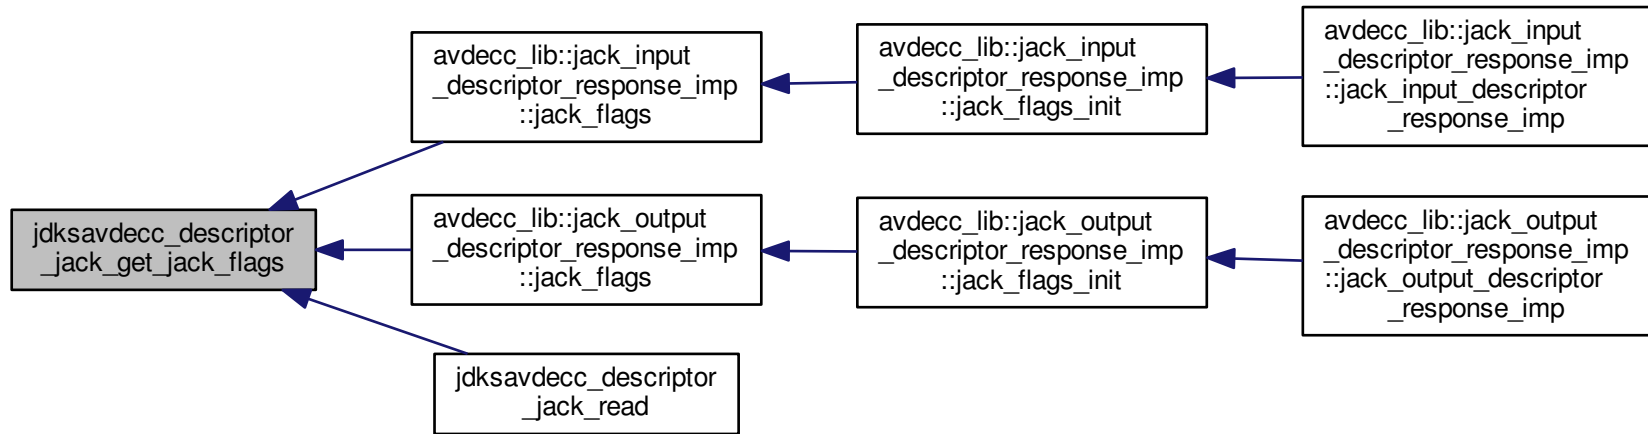 jdksavdecc_descriptor
_jack_get_jack_flags
avdecc_lib::jack_input
_descriptor_response_imp
::jack_flags
avdecc_lib::jack_input
_descriptor_response_imp
::jack_flags_init
avdecc_lib::jack_input
_descriptor_response_imp
::jack_input_descriptor
_response_imp
avdecc_lib::jack_output
_descriptor_response_imp
::jack_flags
avdecc_lib::jack_output
_descriptor_response_imp
::jack_flags_init
avdecc_lib::jack_output
_descriptor_response_imp
::jack_output_descriptor
_response_imp
jdksavdecc_descriptor
_jack_read